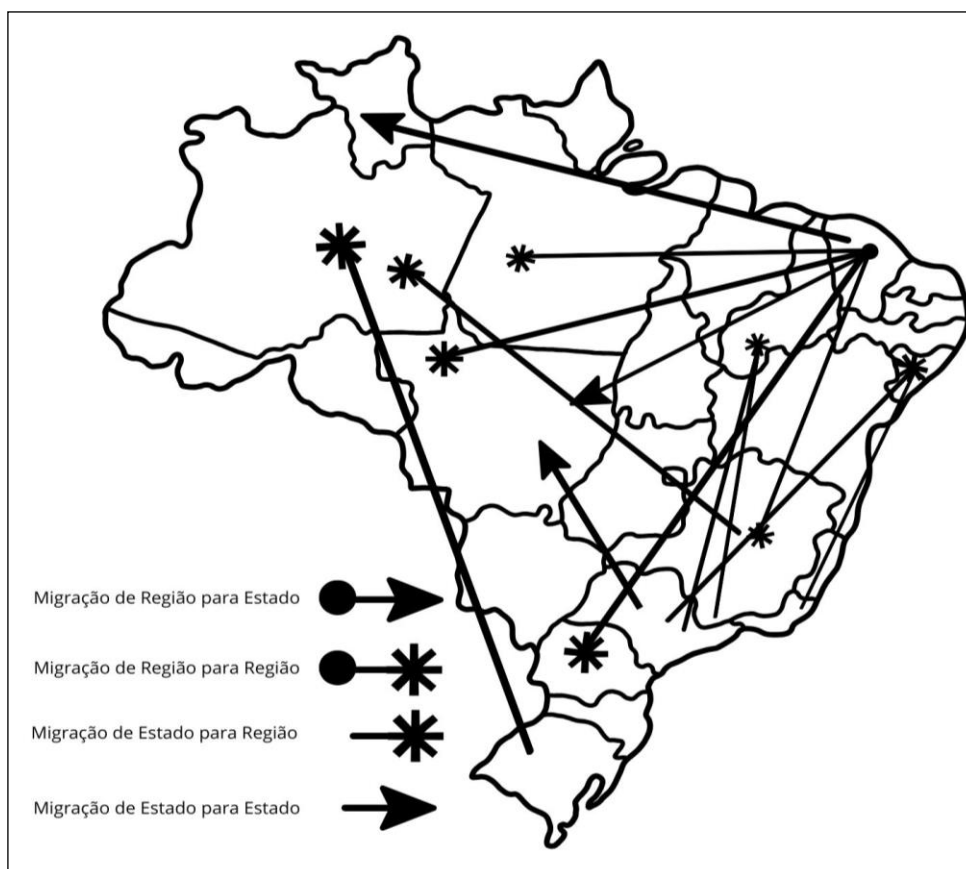 Migração de Região para Estado
Migração de Região para Região
Migração de Estado para Região
Migração de Estado para Estado